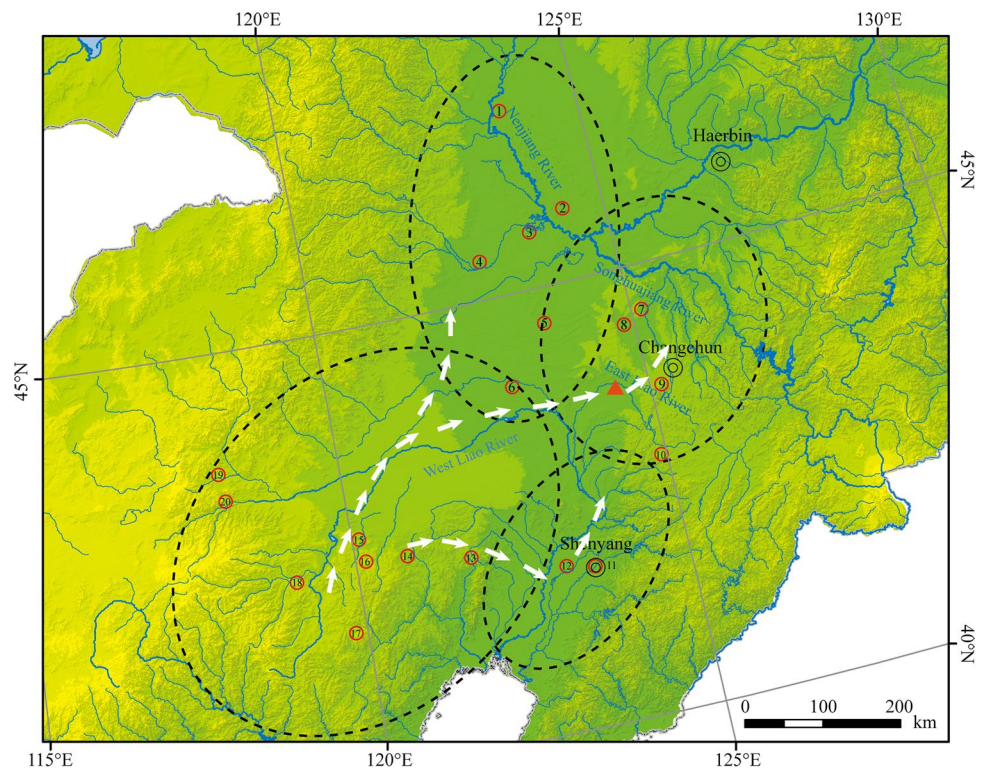 120°E 125°E 130°E
1
Nenjiang River
Haerbin
45°N
2
3
4
Songhuajiang River
7
5 8
Changchun
45°N
East Liao River
6 9
West Liao River
10
19
20
15 Shenyang
16 14 13 12 11
18
17
40°N
0 100 200
km
115°E 120°E 125°E